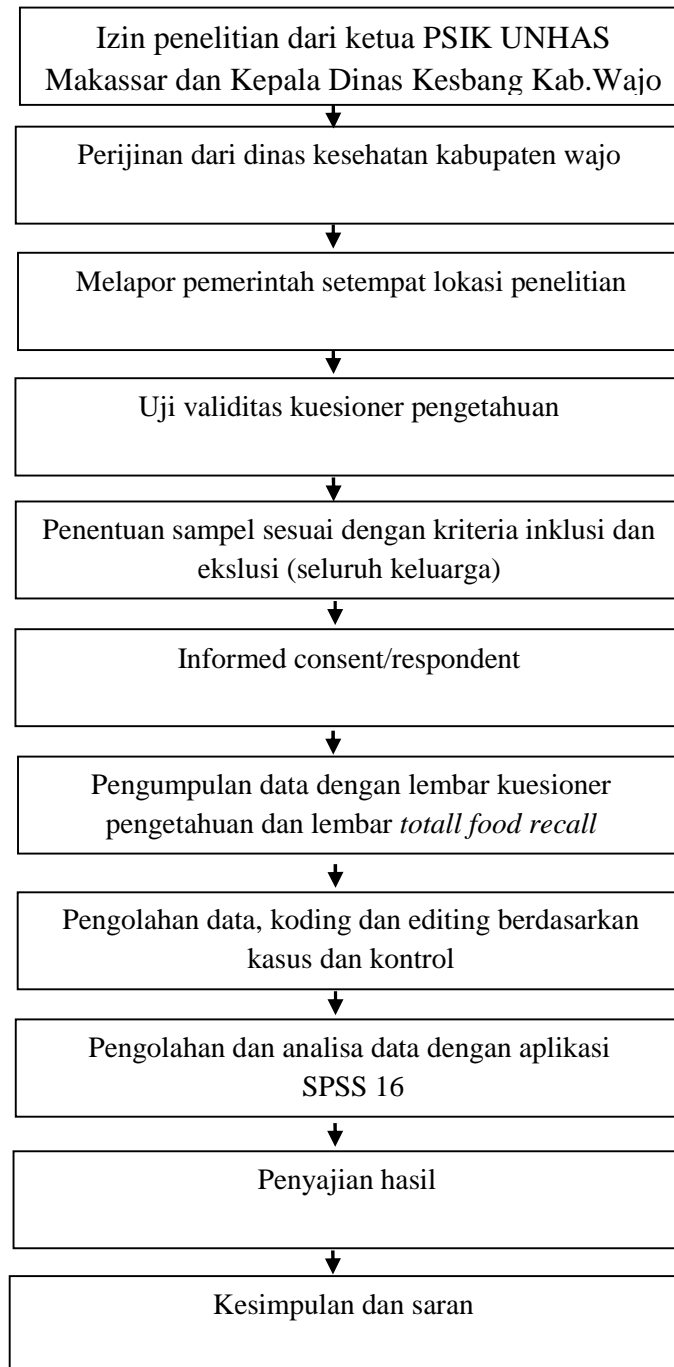 Izin penelitian dari ketua PSIK UNHAS
Makassar dan Kepala Dinas Kesbang Kab.Wajo
Perijinan dari dinas kesehatan kabupaten wajo
Melapor pemerintah setempat lokasi penelitian
Uji validitas kuesioner pengetahuan
Penentuan sampel sesuai dengan kriteria inklusi dan
ekslusi (seluruh keluarga)
Informed consent/respondent
Pengumpulan data dengan lembar kuesioner
pengetahuan dan lembar totall food recall
Pengolahan data, koding dan editing berdasarkan
kasus dan kontrol
Pengolahan dan analisa data dengan aplikasi
SPSS 16
Penyajian hasil
Kesimpulan dan saran